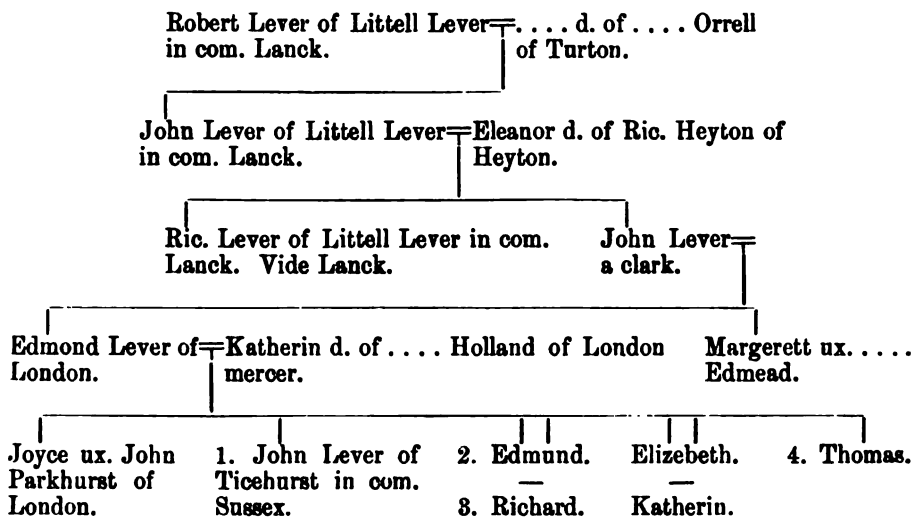 Robert Lever of Littell Lever=. . . . d. of . . . . Orrell
in com. Lanck. of Turton.
John Lever of Littell Lever=Eleanor d. of Ric. Heyton of
in com. Lanck. Heyton.
Ric. Lever of Littell Lever in com. John Lever=
Lanck. Vide Lanck. a clark.
Edmond Lever of=Katherin d. of . . . . Holland of London Margerett ux. . . . .
London. mercer. Edmead.
Joyce ux. John 1. John Lever of 2. Edmund. Elizebeth. 4. Thomas.
Parkhurst of Ticehurst in com. — —
London. Sussex. 3. Richard. Katherin.